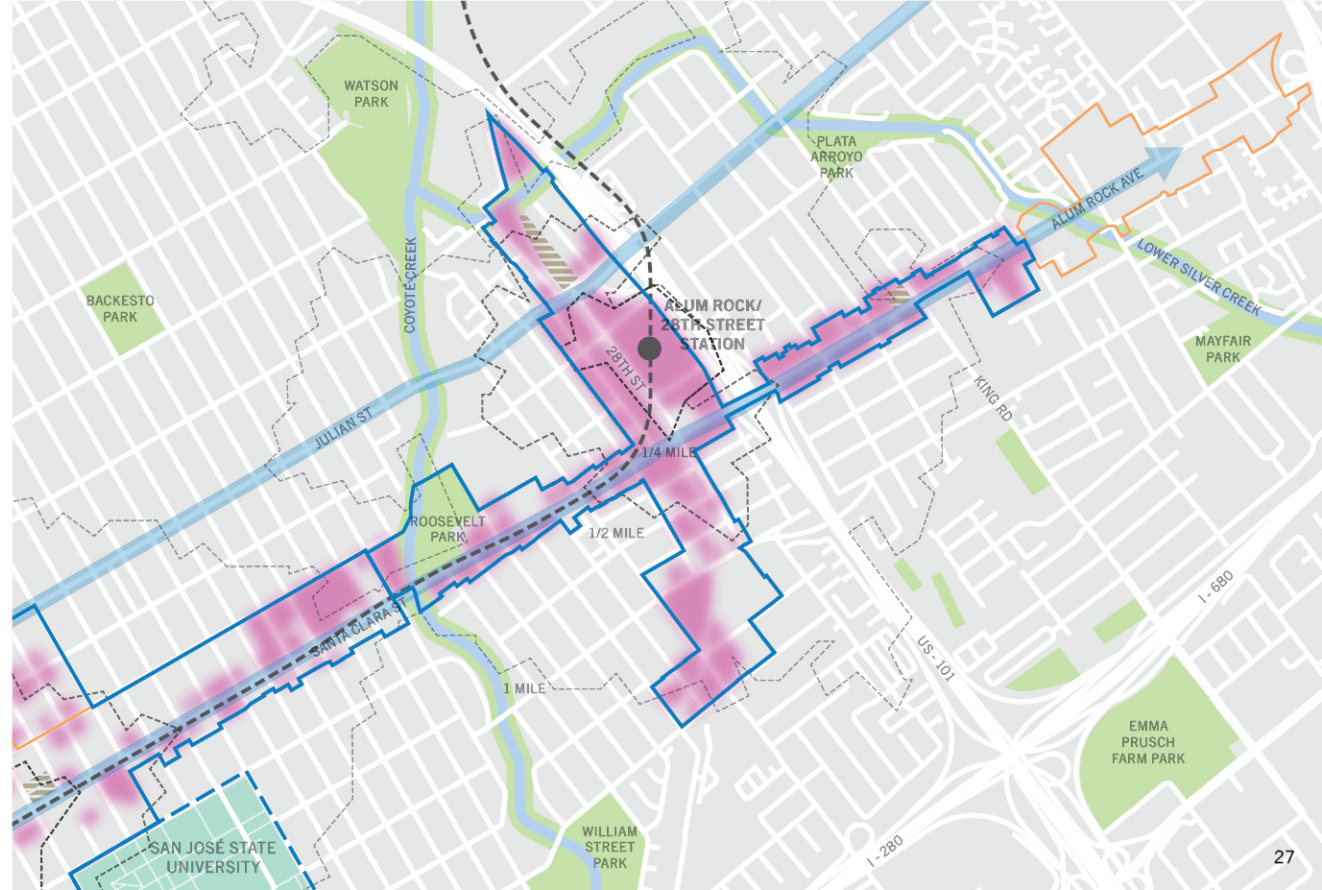 WATSON
PARK
PLATA
ARROYO
PARK
ALUM ROCK AVE
LOWER SILVER CREEK
COYOTE CREEK
BACKESTO
PARK
ALUM ROCK/
28TH STREET
STATION
28TH ST
MAYFAIR
PARK
KING RD
JULIAN ST
1/4 MILE
ROOSEVELT
PARK
1/2 MILE
I - 680
SANTA CLARA ST
US - 101
1 MILE
EMMA
PRUSCH
FARM PARK
SAN JOSÉ STATE
UNIVERSITY
WILLIAM
STREET
PARK
I - 280
27